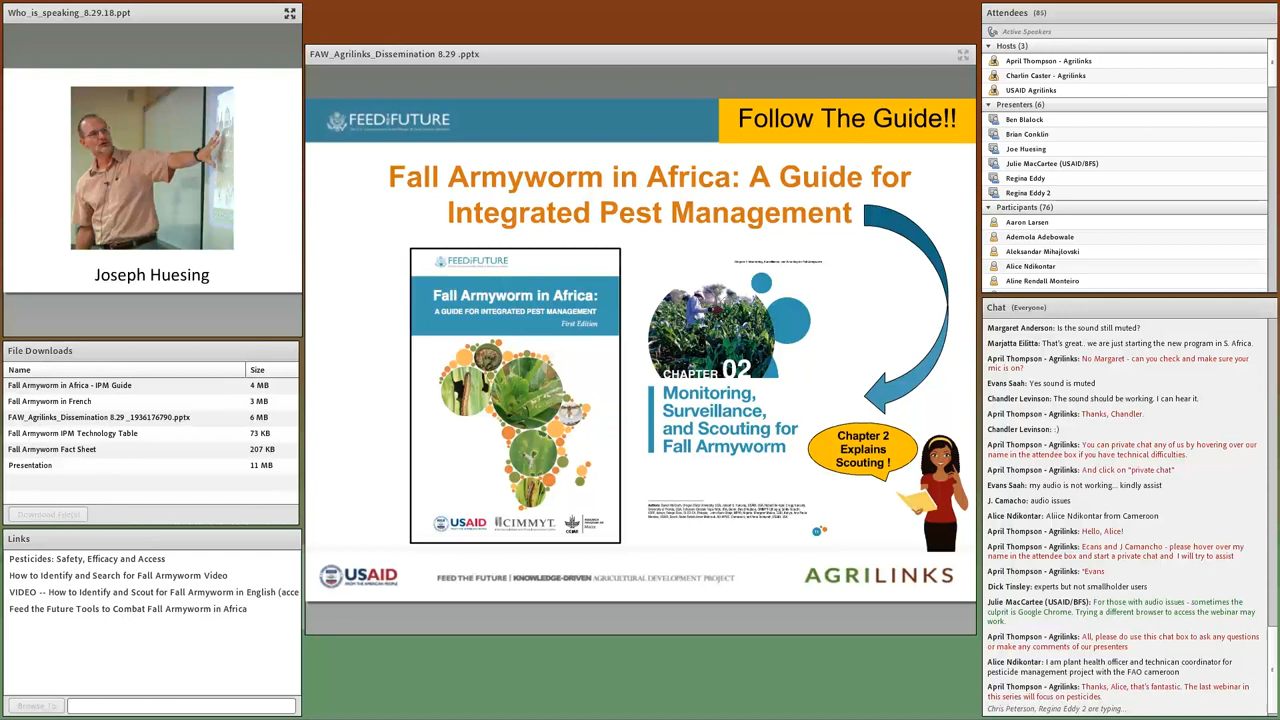 Who_is_speaking_8.29.18.ppt
Joseph Huesing
File Downloads
Name Size
Fall Armyworm in Africa - IPM Guide 4 MB
Fall Armyworm in French 3 MB
FAW_Agrilinks_Dissemination 8.29 _1936176790.pptx 6 MB
Fall Armyworm IPM Technology Table 73 KB
Fall Armyworm Fact Sheet 207 KB
Presentation 11 MB
Download File(s)
Links
Pesticides: Safety, Efficacy and Access
How to Identify and Search for Fall Armyworm Video
VIDEO -- How to Identify and Scout for Fall Armyworm in English (acce
Feed the Future Tools to Combat Fall Armyworm in Africa
Browse To
FAW_Agrilinks_Dissemination 8.29 .pptx
FEEDIFUTURE
Follow The Guide!!
Fall Armyworm in Africa: A Guide for
Integrated Pest Management
FEEDIFUTURE
Fall Armyworm in Africa:
A GUIDE FOR INTEGRATED PEST MANAGEMENT
First Edition
USAID
CIMMYT
CHAPTER 02
Monitoring,
Surveillance,
and Scouting for
Fall Armyworm
Chapter 2
Explains
Scouting !
USAID
FROM THE AMERICAN PEOPLE
FEED THE FUTURE | KNOWLEDGE-DRIVEN AGRICULTURAL DEVELOPMENT PROJECT
AGRILINKS
Attendees (85)
Active Speakers
Hosts (3)
April Thompson - Agrilinks
Charlin Caster - Agrilinks
USAID Agrilinks
Presenters (6)
Ben Blalock
Brian Conklin
Joe Huesing
Julie MacCartee (USAID/BFS)
Regina Eddy
Regina Eddy 2
Participants (76)
Aaron Larsen
Ademola Adebowale
Aleksandar Mihajlovski
Alice Ndikontar
Aline Rendall Monteiro
Chat (Everyone)
Margaret Anderson: Is the sound still muted?
Marjatta Eilitta: That's great.. we are just starting the new program in S. Africa.
April Thompson - Agrilinks: No Margaret - can you check and make sure your
mic is on?
Evans Saah: Yes sound is muted
Chandler Levinson: The sound should be working. I can hear it.
April Thompson - Agrilinks: Thanks, Chandler.
Chandler Levinson: :)
April Thompson - Agrilinks: You can private chat any of us by hovering over our
name in the attendee box if you have technical difficulties.
April Thompson - Agrilinks: And click on "private chat"
Evans Saah: my audio is not working... kindly assist
J. Camacho: audio issues
Alice Ndikontar: Aliice Ndikontar from Cameroon
April Thompson - Agrilinks: Hello, Alice!
April Thompson - Agrilinks: Ecans and J Camancho - please hover over my
name in the attendee box and start a private chat and I will try to assist
April Thompson - Agrilinks: *Evans
Dick Tinsley: experts but not smallholder users
Julie MacCartee (USAID/BFS): For those with audio issues - sometimes the
culprit is Google Chrome. Trying a different browser to access the webinar may
work.
April Thompson - Agrilinks: All, please do use this chat box to ask any questions
or make any comments of our presenters
Alice Ndikontar: I am plant health officer and technican coordinator for
pesticide management project with the FAO cameroon
April Thompson - Agrilinks: Thanks, Alice, that's fantastic. The last webinar in
this series will focus on pesticides.
Chris Peterson, Regina Eddy 2 are typing...